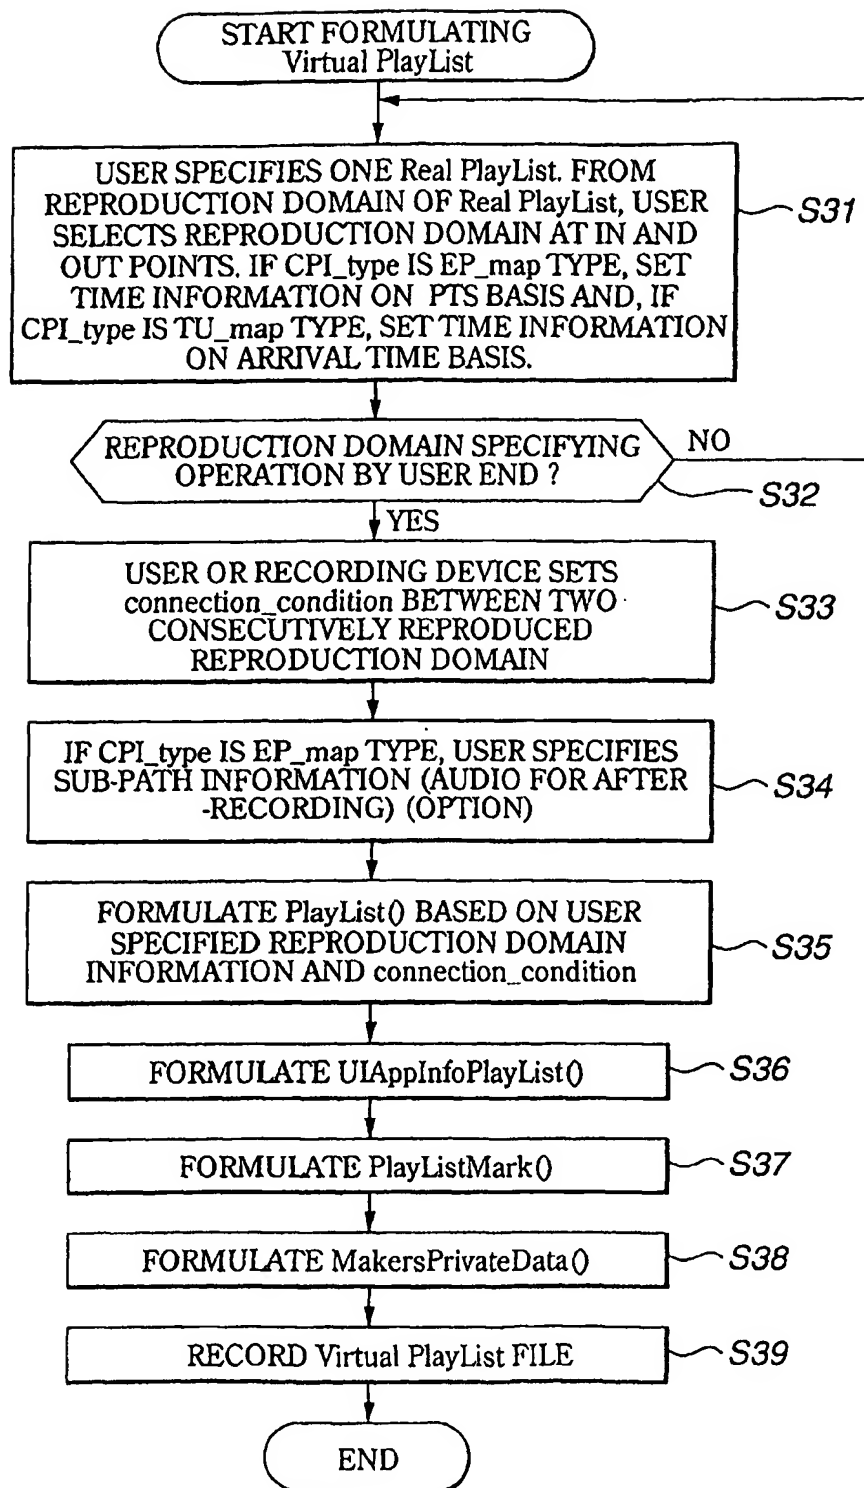 START FORMULATING
Virtual PlayList
USER SPECIFIES ONE Real PlayList. FROM
REPRODUCTION DOMAIN OF Real PlayList, USER
SELECTS REPRODUCTION DOMAIN AT IN AND
OUT POINTS. IF CPI_type IS EP_map TYPE, SET
TIME INFORMATION ON PTS BASIS AND, IF
CPI_type IS TU_map TYPE, SET TIME INFORMATION
ON ARRIVAL TIME BASIS.
S31
REPRODUCTION DOMAIN SPECIFYING
OPERATION BY USER END ?
NO
S32
YES
USER OR RECORDING DEVICE SETS
connection_condition BETWEEN TWO
CONSECUTIVELY REPRODUCED
REPRODUCTION DOMAIN
S33
IF CPI_type IS EP_map TYPE, USER SPECIFIES
SUB-PATH INFORMATION (AUDIO FOR AFTER
-RECORDING) (OPTION)
S34
FORMULATE PlayList() BASED ON USER
SPECIFIED REPRODUCTION DOMAIN
INFORMATION AND connection_condition
S35
FORMULATE UIAppInfoPlayList()
S36
FORMULATE PlayListMark()
S37
FORMULATE MakersPrivateData()
S38
RECORD Virtual PlayList FILE
S39
END